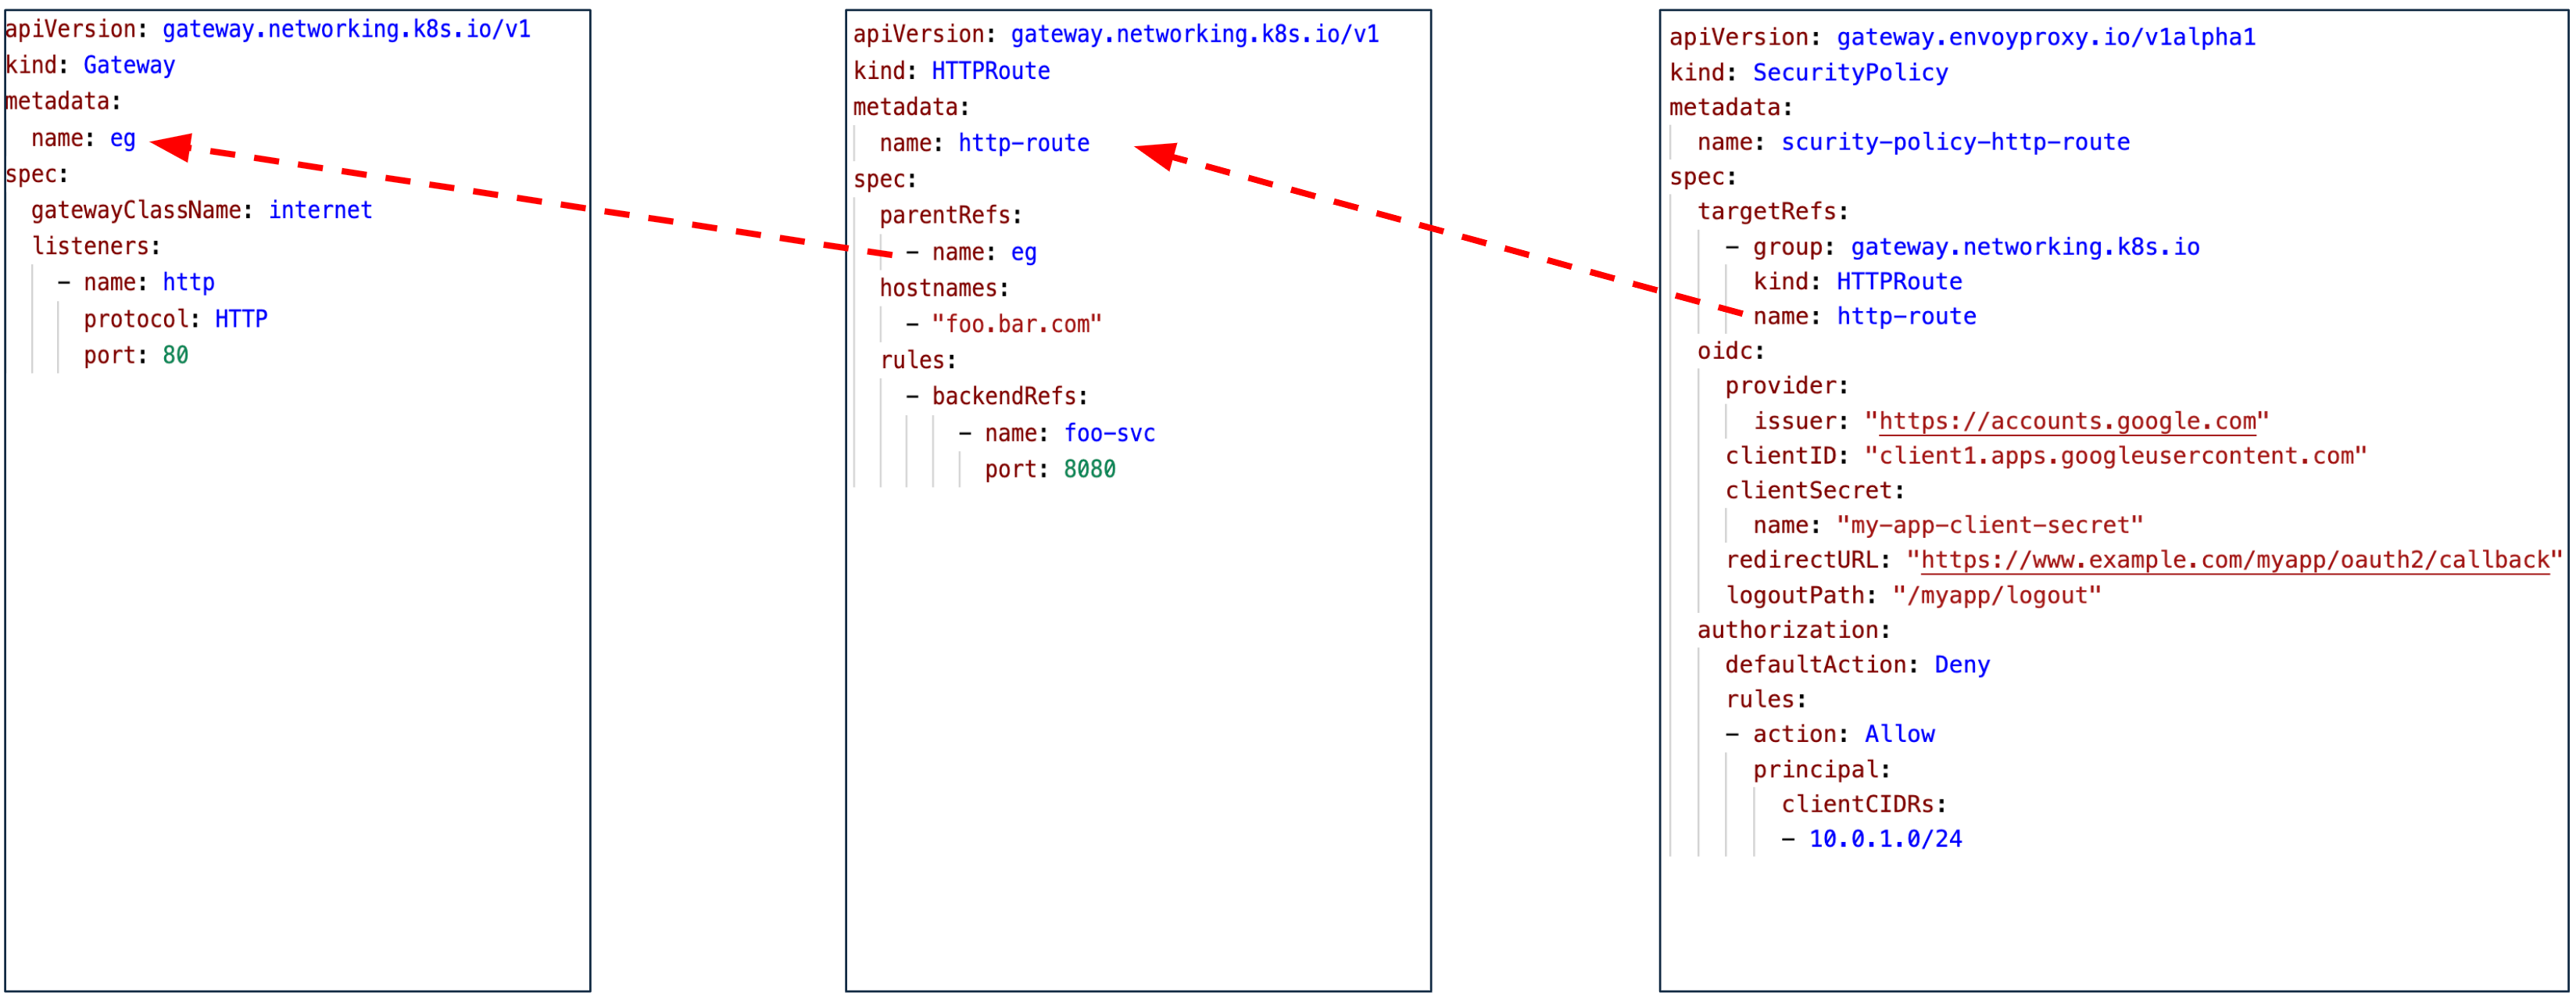 apiVersion: gateway.networking.k8s.io/v1
kind: Gateway
metadata:
  name: eg
spec:
  gatewayClassName: internet
  listeners:
    - name: http
      protocol: HTTP
      port: 80
apiVersion: gateway.networking.k8s.io/v1
kind: HTTPRoute
metadata:
  name: http-route
spec:
  parentRefs:
    - name: eg
  hostnames:
    - "foo.bar.com"
  rules:
    - backendRefs:
        - name: foo-svc
          port: 8080
apiVersion: gateway.envoyproxy.io/v1alpha1
kind: SecurityPolicy
metadata:
  name: scurity-policy-http-route
spec:
  targetRefs:
    - group: gateway.networking.k8s.io
      kind: HTTPRoute
      name: http-route
  oidc:
    provider:
      issuer: "https://accounts.google.com"
    clientID: "client1.apps.googleusercontent.com"
    clientSecret:
      name: "my-app-client-secret"
    redirectURL: "https://www.example.com/myapp/oauth2/callback"
    logoutPath: "/myapp/logout"
  authorization:
    defaultAction: Deny
    rules:
    - action: Allow
      principal:
        clientCIDRs:
        - 10.0.1.0/24